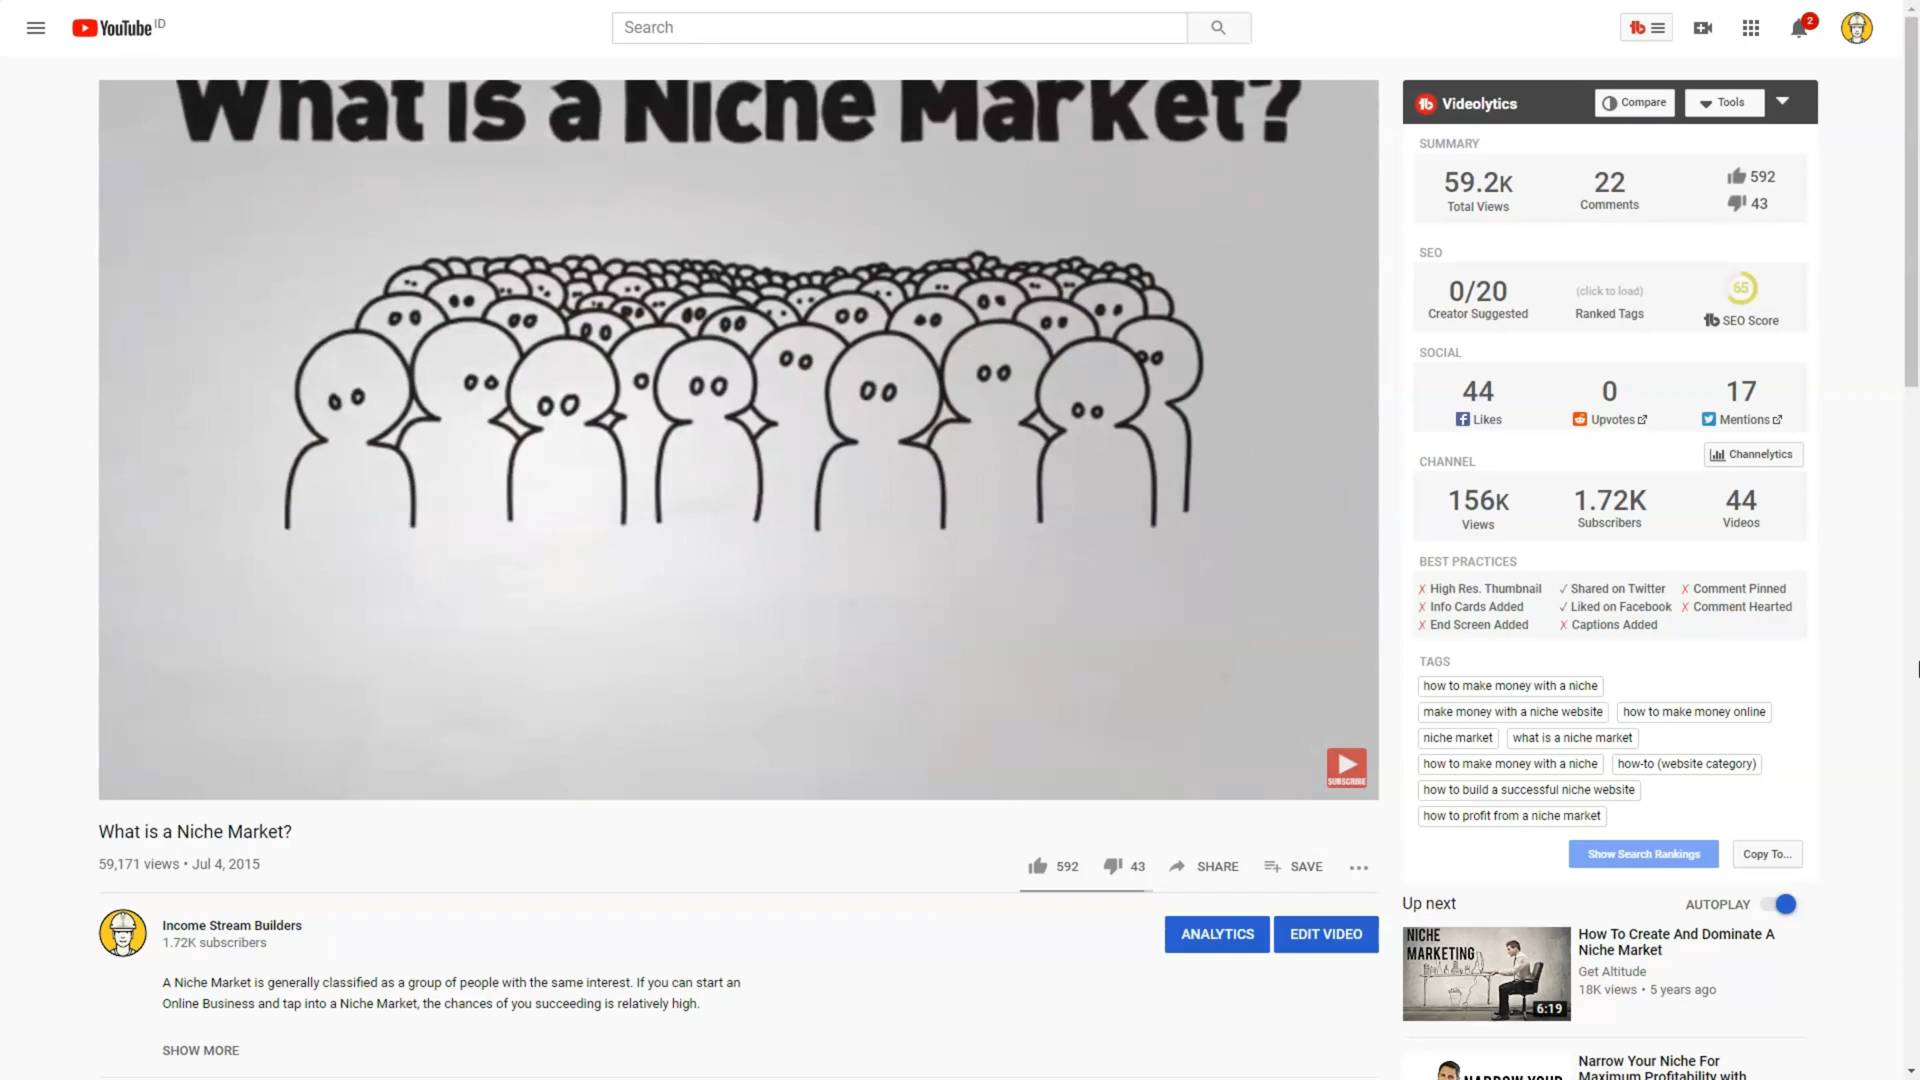 YouTube ID
Search
2
What is a Niche Market?
SUBSCRIBE
What is a Niche Market?
59,171 views • Jul 4, 2015
592
43
SHARE
SAVE
Income Stream Builders
1.72K subscribers
ANALYTICS
EDIT VIDEO
A Niche Market is generally classified as a group of people with the same interest. If you can start an
Online Business and tap into a Niche Market, the chances of you succeeding is relatively high.
SHOW MORE
Videolytics
Compare
Tools
SUMMARY
59.2K
Total Views
22
Comments
592
43
SEO
0/20
Creator Suggested
(click to load)
Ranked Tags
65
SEO Score
SOCIAL
44
Likes
0
Upvotes
17
Mentions
CHANNEL
Channelytics
156K
Views
1.72K
Subscribers
44
Videos
BEST PRACTICES
✗ High Res. Thumbnail ✓ Shared on Twitter ✗ Comment Pinned
✗ Info Cards Added ✓ Liked on Facebook ✗ Comment Hearted
✗ End Screen Added ✗ Captions Added
TAGS
how to make money with a niche
make money with a niche website how to make money online
niche market what is a niche market
how to make money with a niche how-to (website category)
how to build a successful niche website
how to profit from a niche market
Show Search Rankings
Copy To...
Up next
AUTOPLAY
NICHE
MARKETING
6:19
How To Create And Dominate A
Niche Market
Get Altitude
18K views • 5 years ago
NARROW YOUR
Narrow Your Niche For
Maximum Profitability with